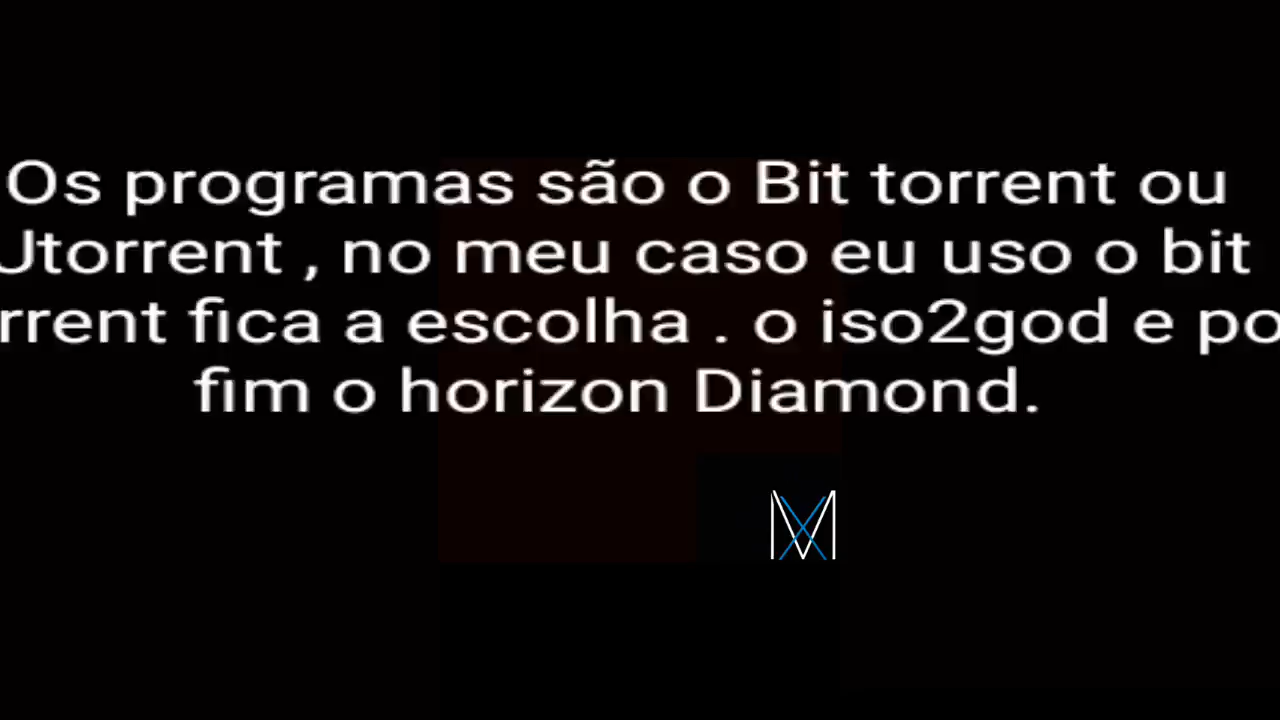 Os programas são o Bit torrent ou
Utorrent , no meu caso eu uso o bit
rrent fica a escolha . o iso2god e po
fim o horizon Diamond.